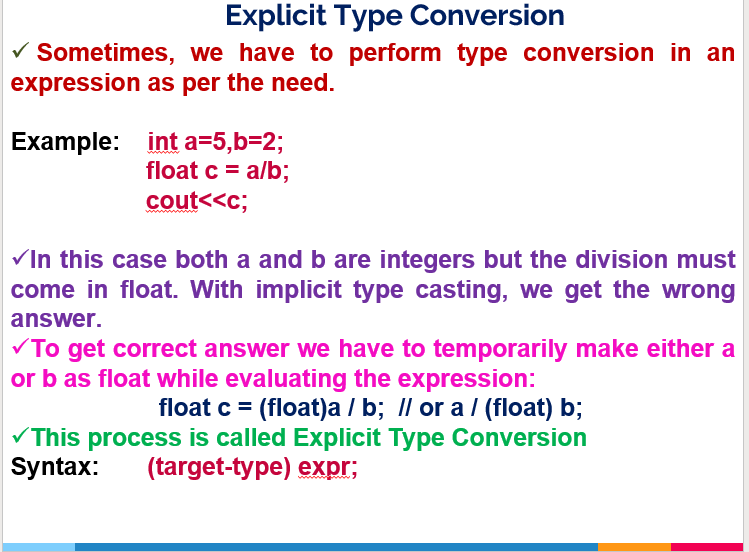 Explicit Type Conversion
✓ Sometimes, we have to perform type conversion in an
expression as per the need.
Example: int a=5,b=2;
float c = a/b;
cout<<c;
✓In this case both a and b are integers but the division must
come in float. With implicit type casting, we get the wrong
answer.
✓To get correct answer we have to temporarily make either a
or b as float while evaluating the expression:
float c = (float)a / b; // or a / (float) b;
✓This process is called Explicit Type Conversion
Syntax: (target-type) expr;